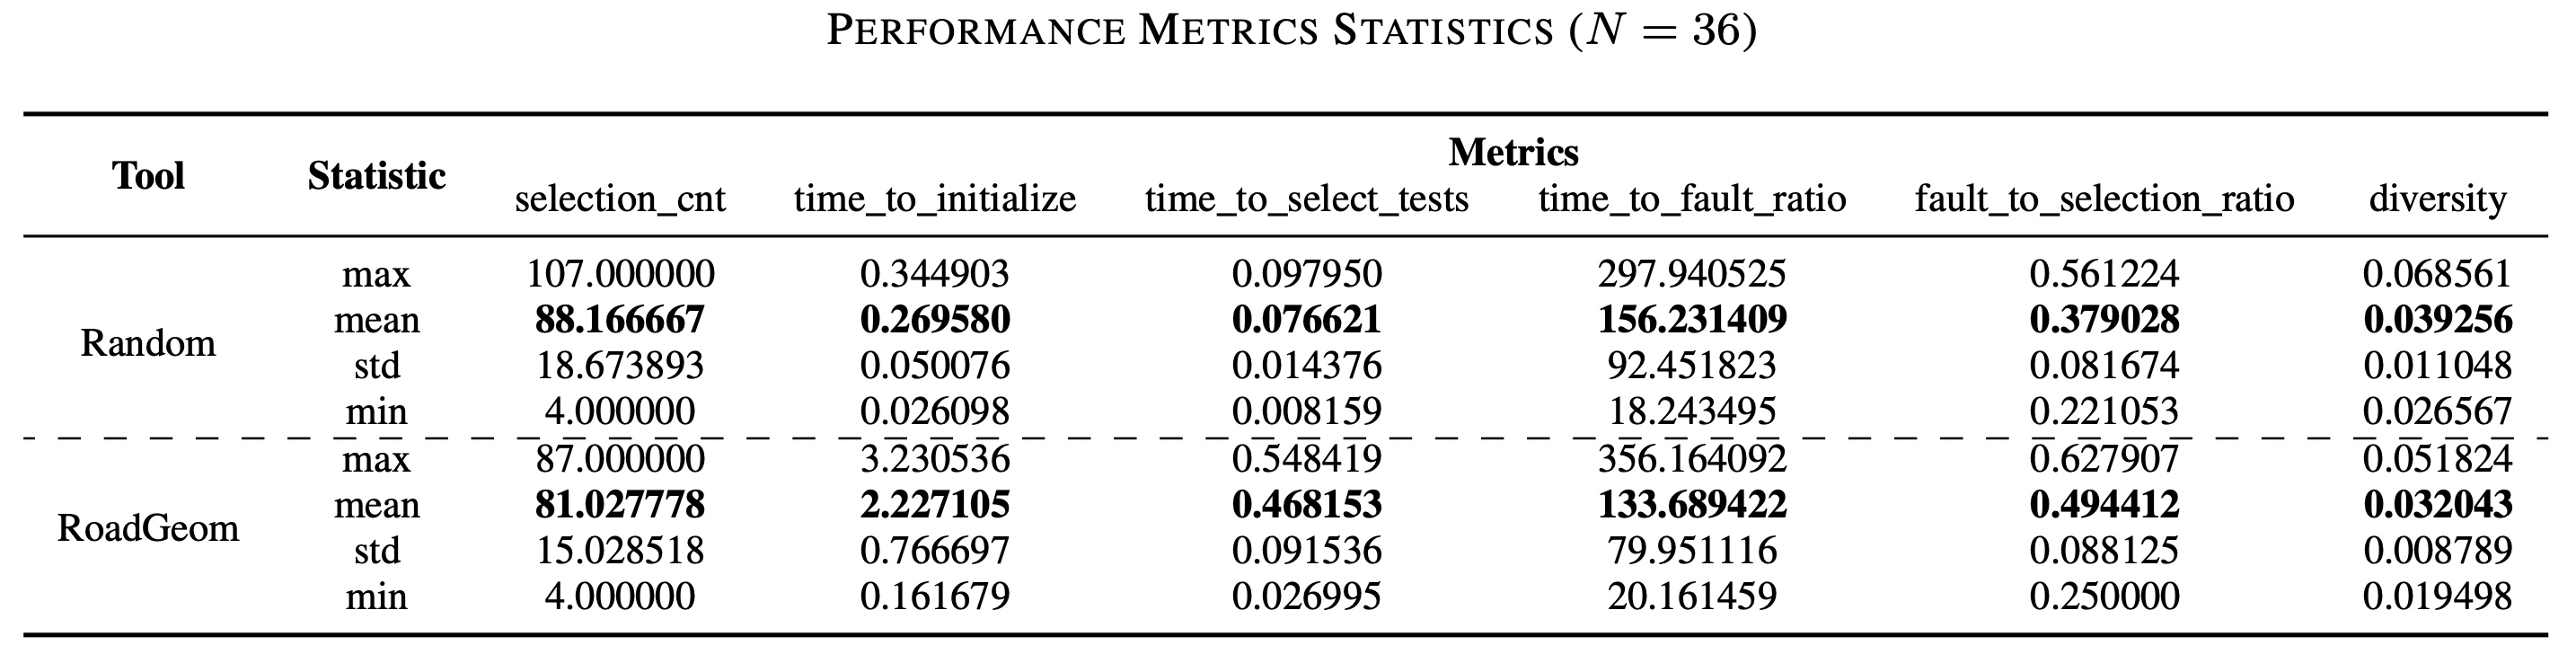 PERFORMANCE METRICS STATISTICS (N = 36)
Tool Statistic Metrics
selection_cnt time_to_initialize time_to_select_tests time_to_fault_ratio fault_to_selection_ratio diversity
Random
max 107.000000 0.344903 0.097950 297.940525 0.561224 0.068561
mean 88.166667 0.269580 0.076621 156.231409 0.379028 0.039256
std 18.673893 0.050076 0.014376 92.451823 0.081674 0.011048
min 4.000000 0.026098 0.008159 18.243495 0.221053 0.026567
RoadGeom
max 87.000000 3.230536 0.548419 356.164092 0.627907 0.051824
mean 81.027778 2.227105 0.468153 133.689422 0.494412 0.032043
std 15.028518 0.766697 0.091536 79.951116 0.088125 0.008789
min 4.000000 0.161679 0.026995 20.161459 0.250000 0.019498